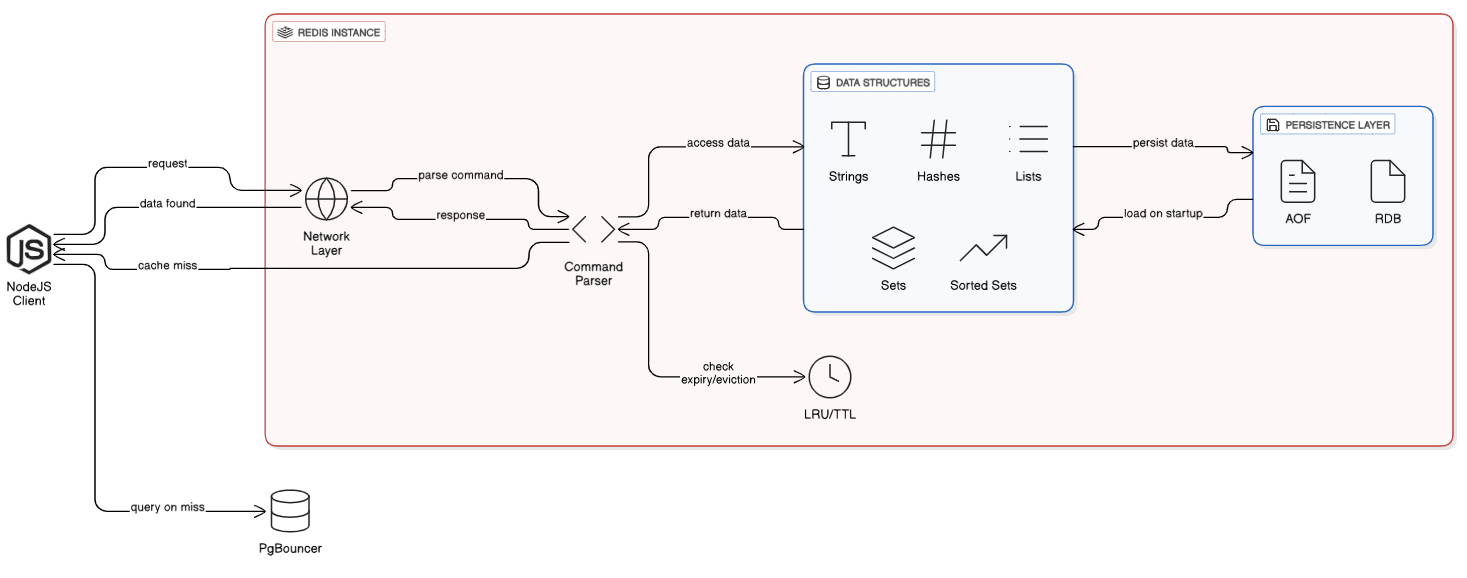 REDIS INSTANCE
DATA STRUCTURES
Strings
Hashes
Lists
Sets
Sorted Sets
PERSISTENCE LAYER
AOF
RDB
request
data found
cache miss
JS
NodeJS
Client
Network
Layer
parse command
response
Command
Parser
access data
return data
persist data
load on startup
check
expiry/eviction
LRU/TTL
query on miss
PgBouncer